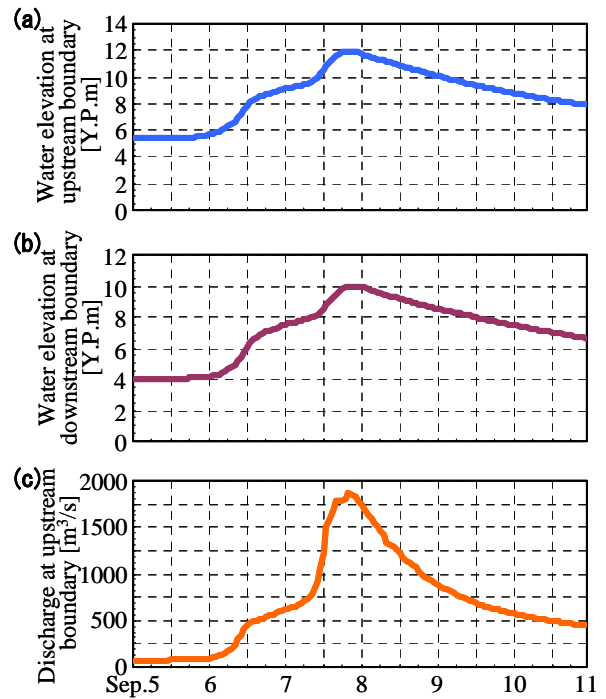 (a)
Water elevation at
upstream boundary
[Y.P.m]
14
12
10
8
6
4
2
0
(b)
Water elevation at
downstream boundary
[Y.P.m]
12
10
8
6
4
2
0
(c)
Discharge at upstream
boundary [m³/s]
2000
1500
1000
500
0
Sep.5 6 7 8 9 10 11